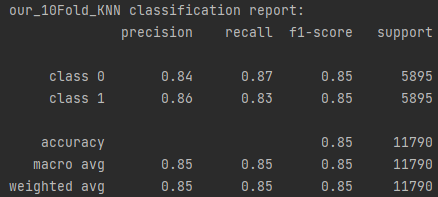 our_10Fold_KNN classification report:
precision recall f1-score support
class 0 0.84 0.87 0.85 5895
class 1 0.86 0.83 0.85 5895
accuracy 0.85 11790
macro avg 0.85 0.85 0.85 11790
weighted avg 0.85 0.85 0.85 11790